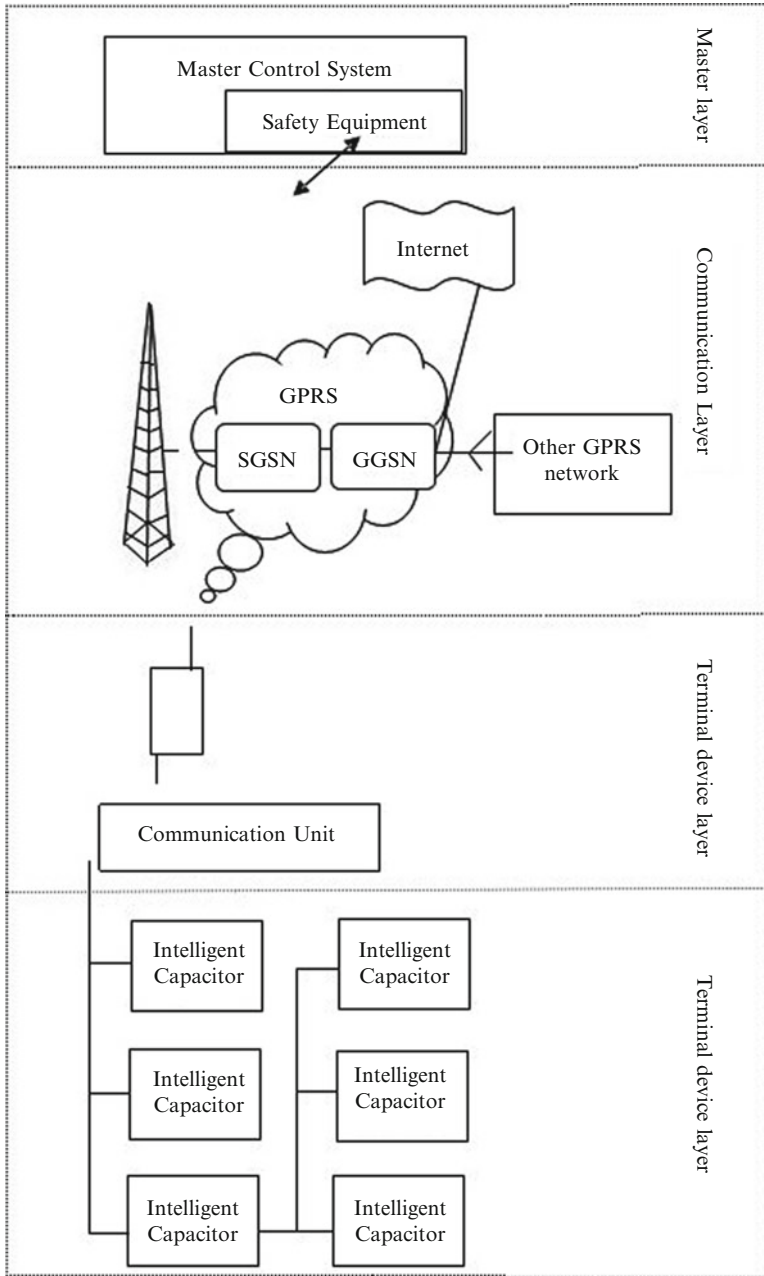 Master Control System
Safety Equipment
Master layer
Internet
GPRS
SGSN
GGSN
Other GPRS
network
Communication Layer
Communication Unit
Terminal device layer
Intelligent
Capacitor
Intelligent
Capacitor
Intelligent
Capacitor
Intelligent
Capacitor
Intelligent
Capacitor
Intelligent
Capacitor
Terminal device layer